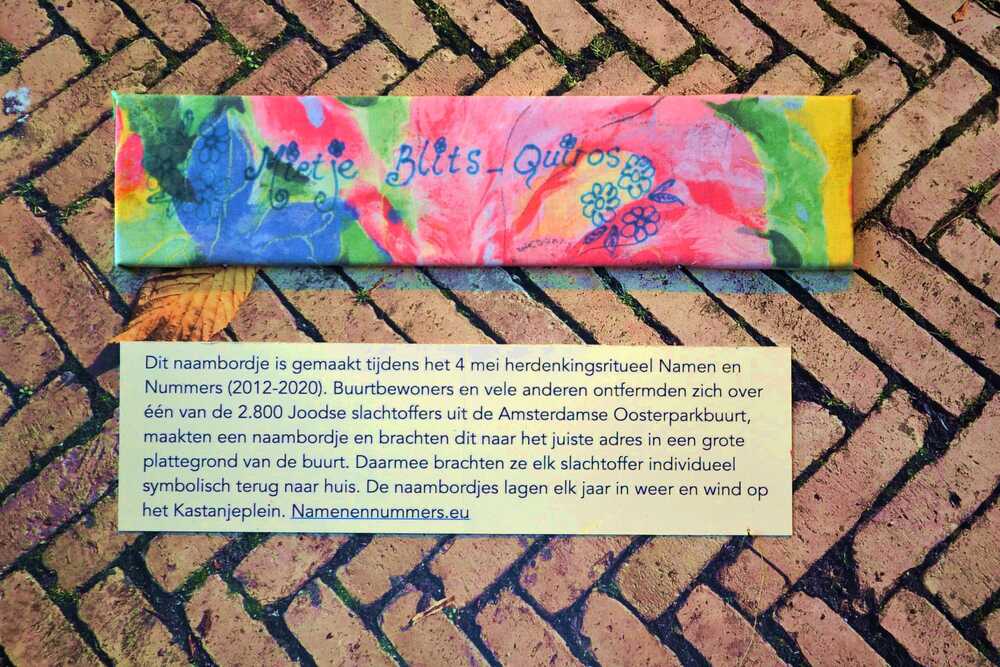 Mietje Blits-Quiros
Dit naambordje is gemaakt tijdens het 4 mei herdenkingsritueel Namen en
Nummers (2012-2020). Buurtbewoners en vele anderen ontfermden zich over
één van de 2.800 Joodse slachtoffers uit de Amsterdamse Oosterparkbuurt,
maakten een naambordje en brachten dit naar het juiste adres in een grote
plattegrond van de buurt. Daarmee brachten ze elk slachtoffer individueel
symbolisch terug naar huis. De naambordjes lagen elk jaar in weer en wind op
het Kastanjeplein. Namenennummers.eu